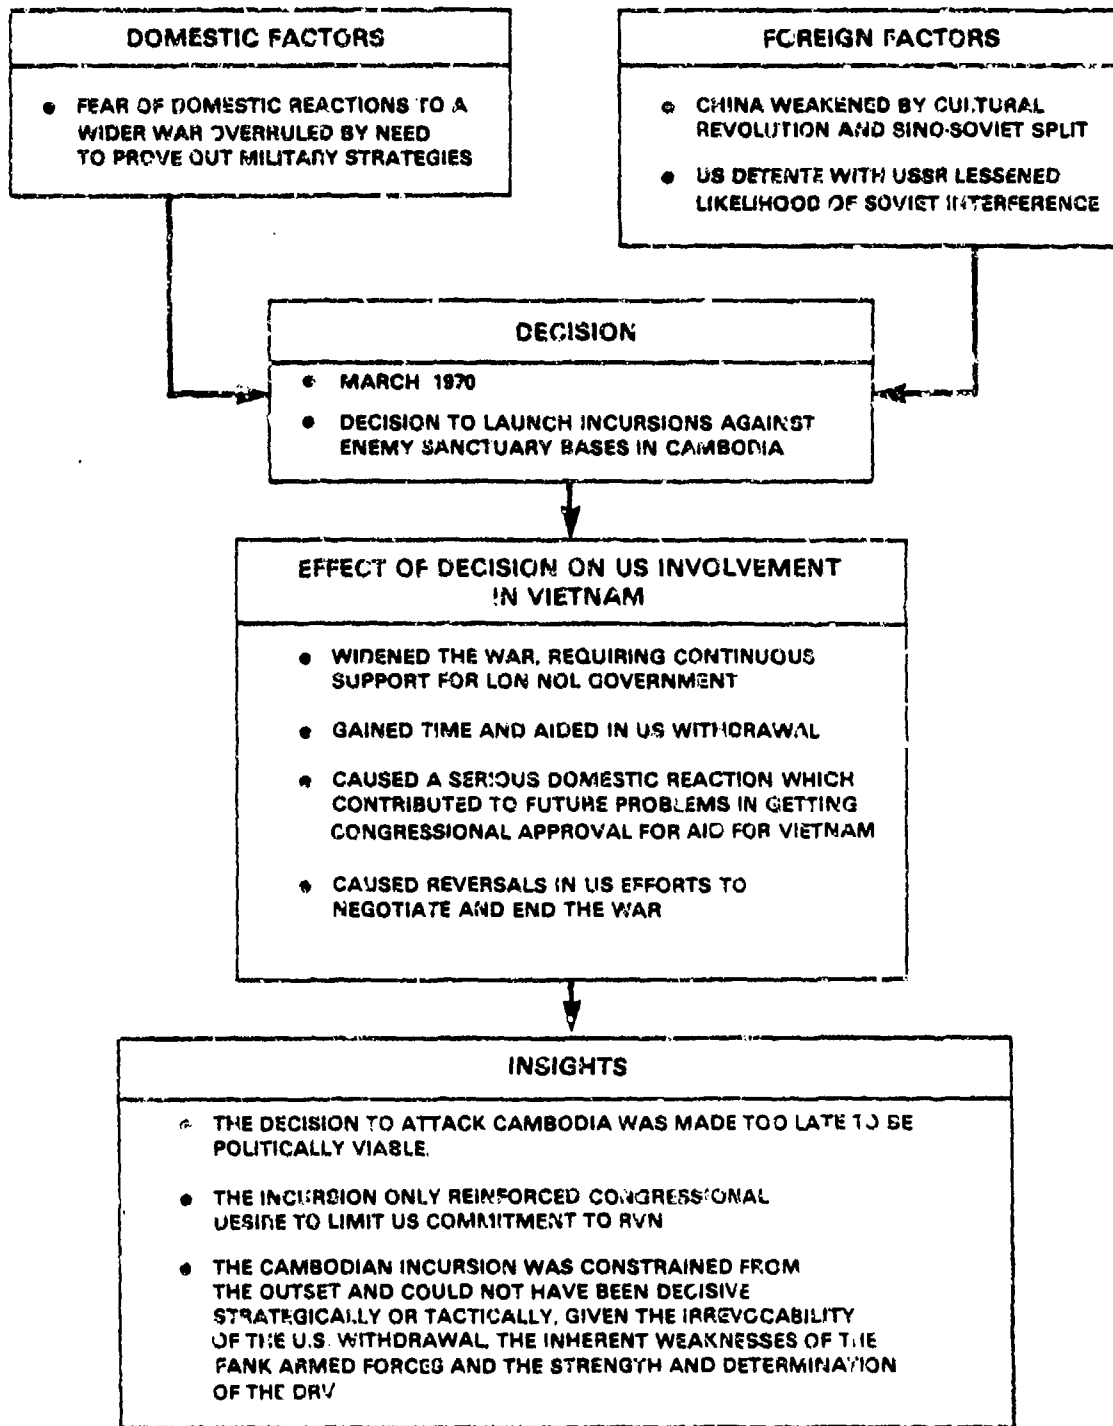 DOMESTIC FACTORS
• FEAR OF DOMESTIC REACTIONS TO A
WIDER WAR OVERRULED BY NEED
TO PROVE OUT MILITARY STRATEGIES
FOREIGN FACTORS
• CHINA WEAKENED BY CULTURAL
REVOLUTION AND SINO-SOVIET SPLIT
• US DETENTE WITH USSR LESSENED
LIKELIHOOD OF SOVIET INTERFERENCE
DECISION
• MARCH 1970
• DECISION TO LAUNCH INCURSIONS AGAINST
ENEMY SANCTUARY BASES IN CAMBODIA
EFFECT OF DECISION ON US INVOLVEMENT
IN VIETNAM
• WIDENED THE WAR, REQUIRING CONTINUOUS
SUPPORT FOR LON NOL GOVERNMENT
• GAINED TIME AND AIDED IN US WITHDRAWAL
• CAUSED A SERIOUS DOMESTIC REACTION WHICH
CONTRIBUTED TO FUTURE PROBLEMS IN GETTING
CONGRESSIONAL APPROVAL FOR AID FOR VIETNAM
• CAUSED REVERSALS IN US EFFORTS TO
NEGOTIATE AND END THE WAR
INSIGHTS
• THE DECISION TO ATTACK CAMBODIA WAS MADE TOO LATE TO BE
POLITICALLY VIABLE.
• THE INCURSION ONLY REINFORCED CONGRESSIONAL
DESIRE TO LIMIT US COMMITMENT TO RVN
• THE CAMBODIAN INCURSION WAS CONSTRAINED FROM
THE OUTSET AND COULD NOT HAVE BEEN DECISIVE
STRATEGICALLY OR TACTICALLY, GIVEN THE IRREVOCABILITY
OF THE U.S. WITHDRAWAL, THE INHERENT WEAKNESSES OF THE
FANK ARMED FORCES AND THE STRENGTH AND DETERMINATION
OF THE DRV